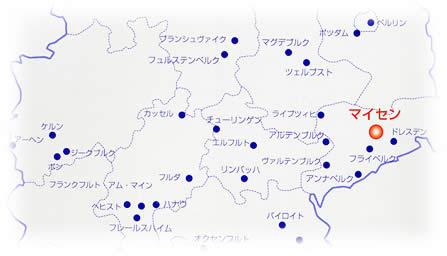 ベルリン
ポツダム
ブランシュヴァイク
マグデブルク
フュルステンベルク
ツェルプスト
マイセン
カッセル
チューリンゲン
ライプツィヒ
ケルン
アーヘン
ジークブルク
ボン
エルフルト
アルデンブルク
ドレスデン
フライベルク
ヴァルテンブルク
アンナベルク
フランクフルト・アム・マイン
フルダ
リンバッハ
ヘヒスト
ハナウ
フレールスハイム
バイロイト
オクセンフルト